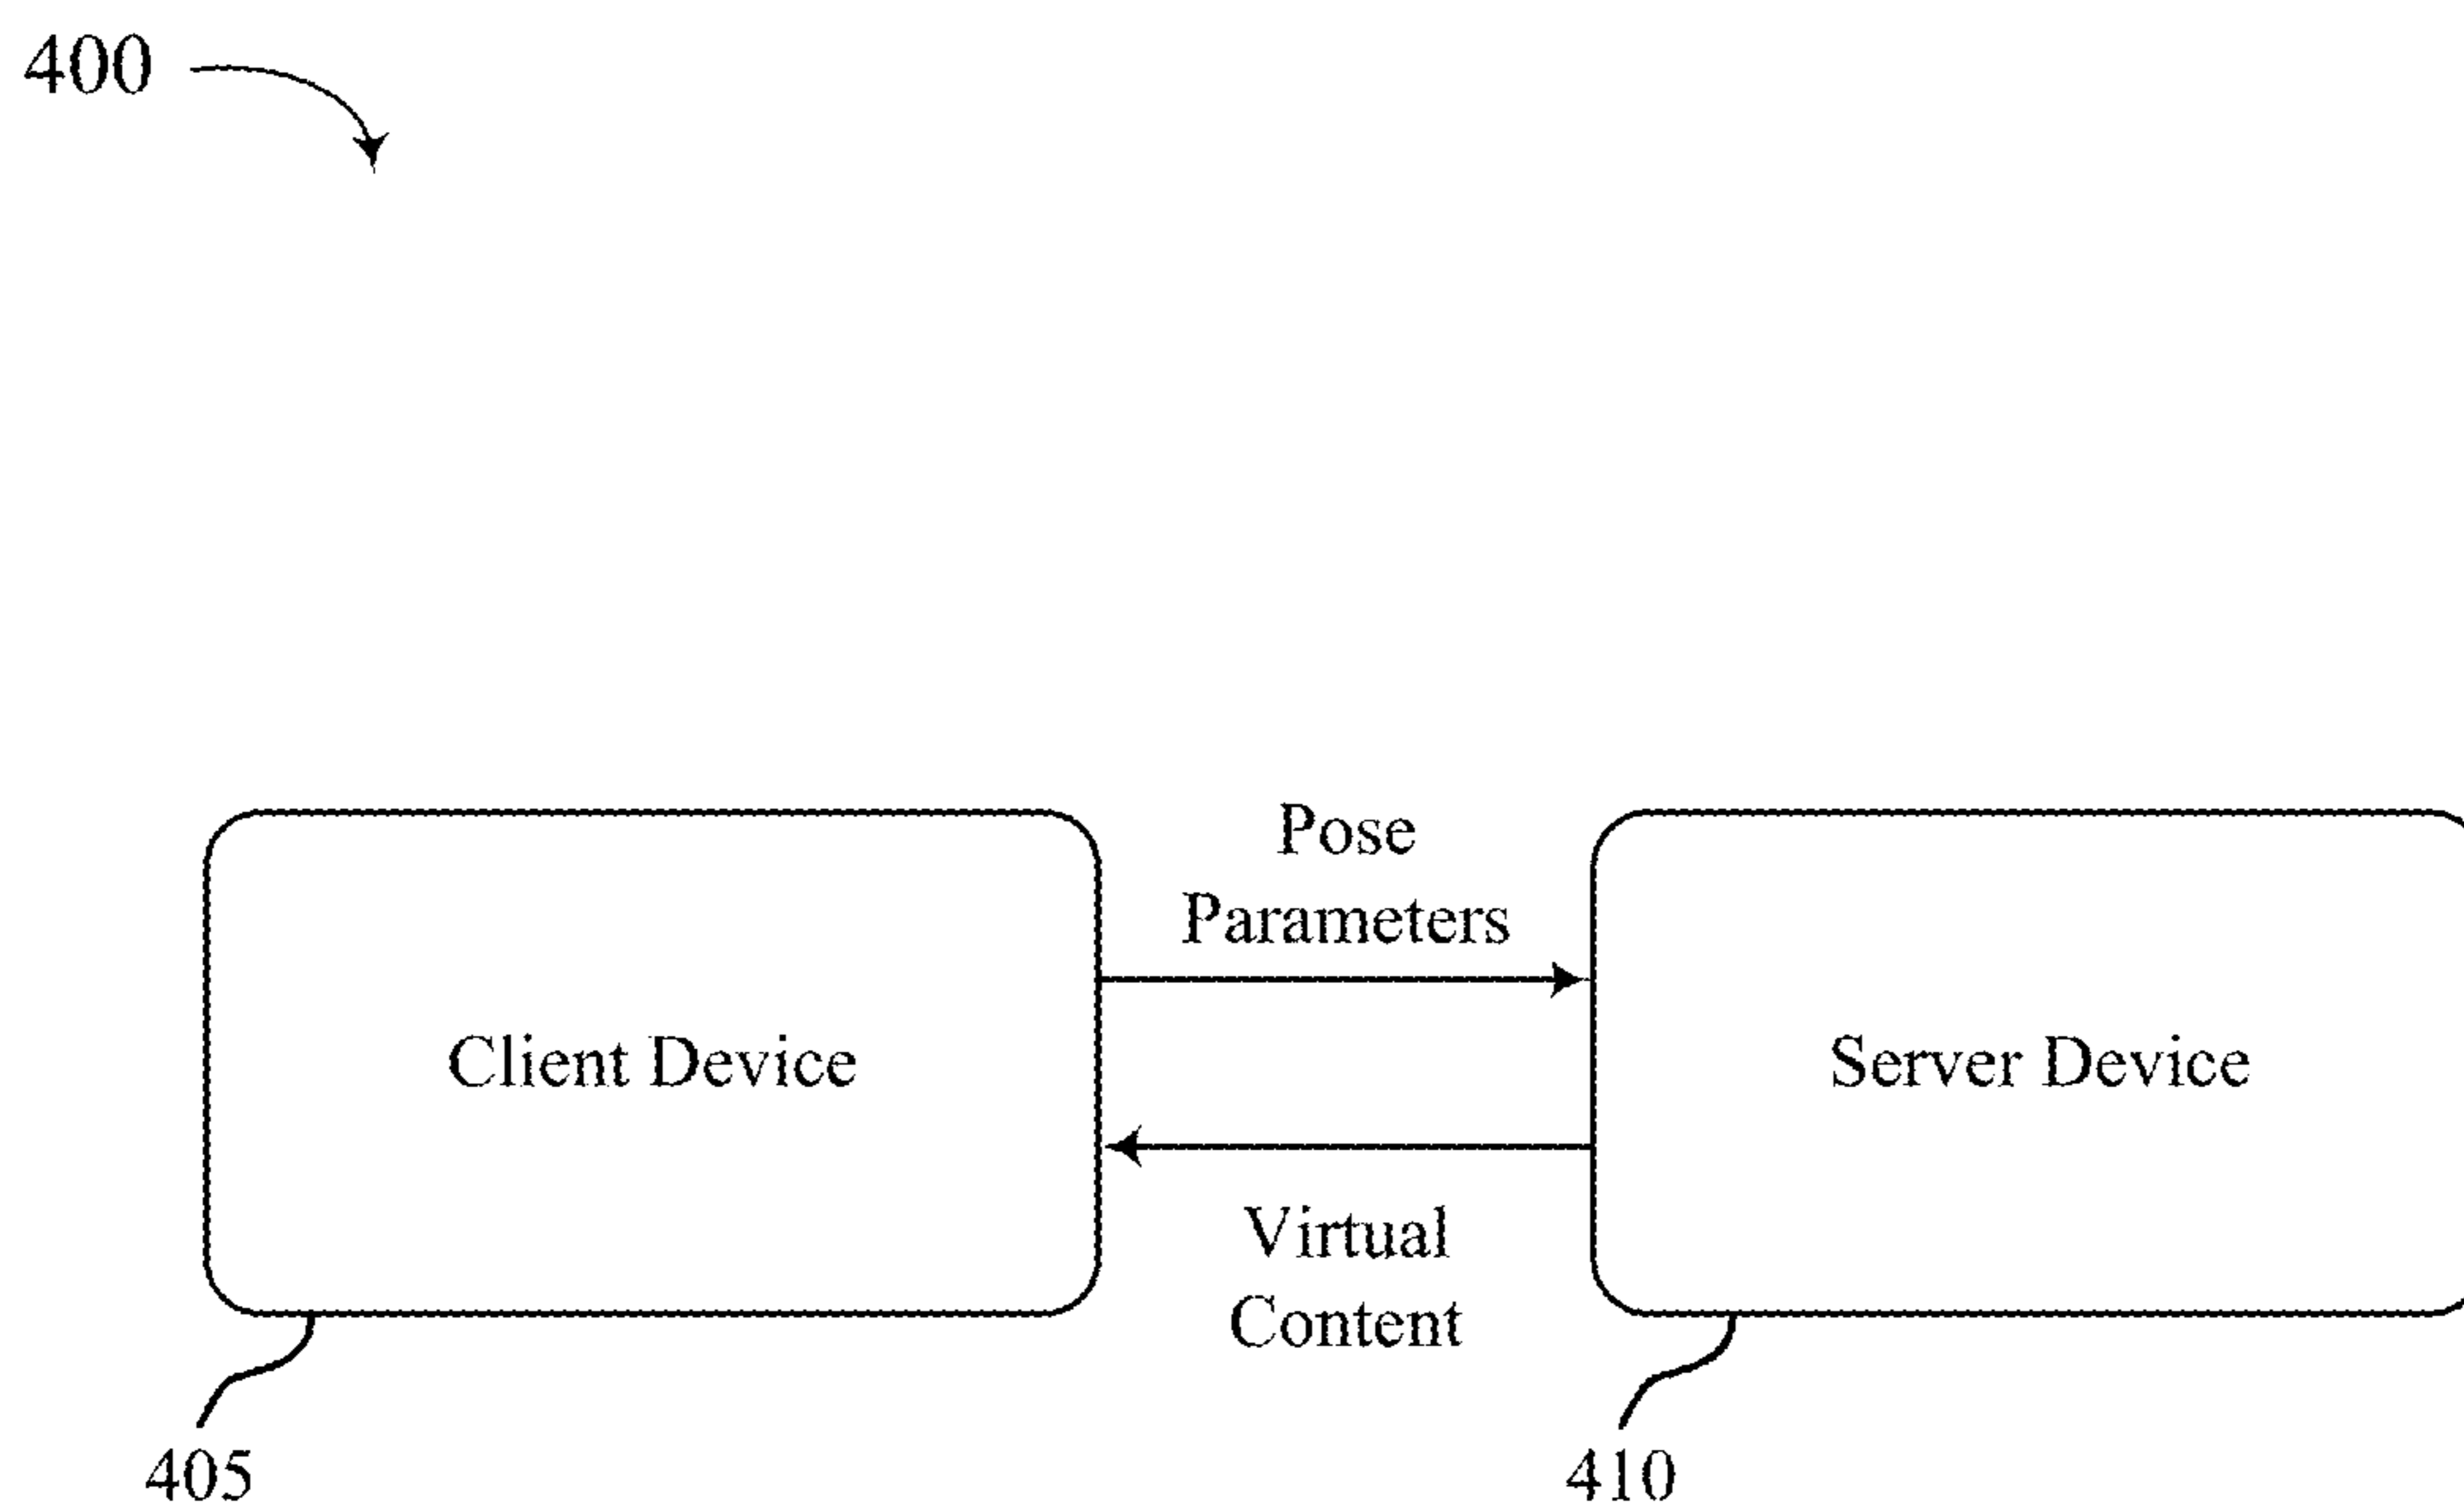 400
Pose
Parameters
Client Device
Server Device
Virtual
Content
405
410